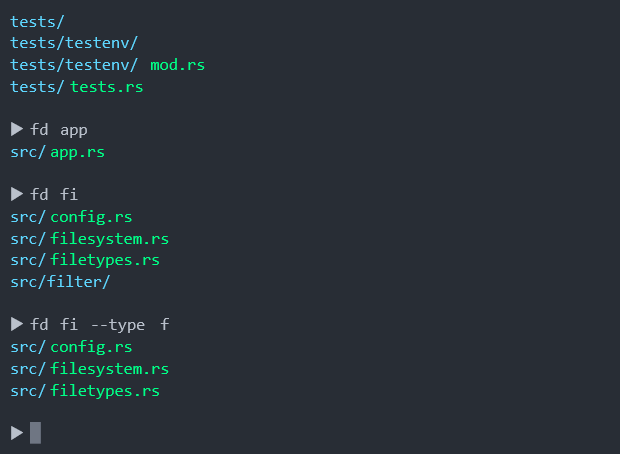 tests/
tests/testenv/
tests/testenv/ mod.rs
tests/tests.rs
▶ fd app
src/app.rs
▶ fd fi
src/config.rs
src/filesystem.rs
src/filetypes.rs
src/filter/
▶ fd fi --type f
src/config.rs
src/filesystem.rs
src/filetypes.rs
▶